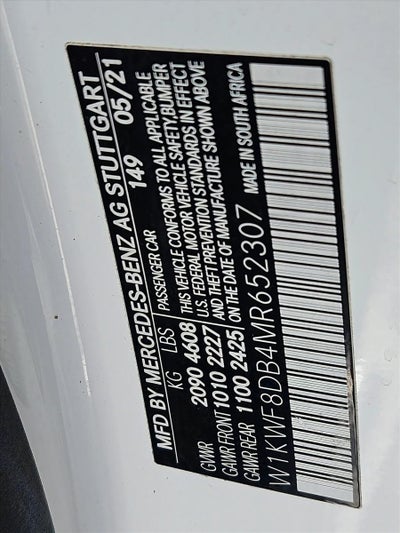 MFD BY MERCEDES-BENZ AG STUTTGART
149 05/21
KG LBS PASSENGER CAR
GVWR 2090 4608 THIS VEHICLE CONFORMS TO ALL APPLICABLE
GAWR FRONT 1010 2227 U.S. FEDERAL MOTOR VEHICLE SAFETY,BUMPER
GAWR REAR 1100 2425 AND THEFT PREVENTION STANDARDS IN EFFECT
ON THE DATE OF MANUFACTURE SHOWN ABOVE
W1KWF8DB4MR652307 MADE IN SOUTH AFRICA